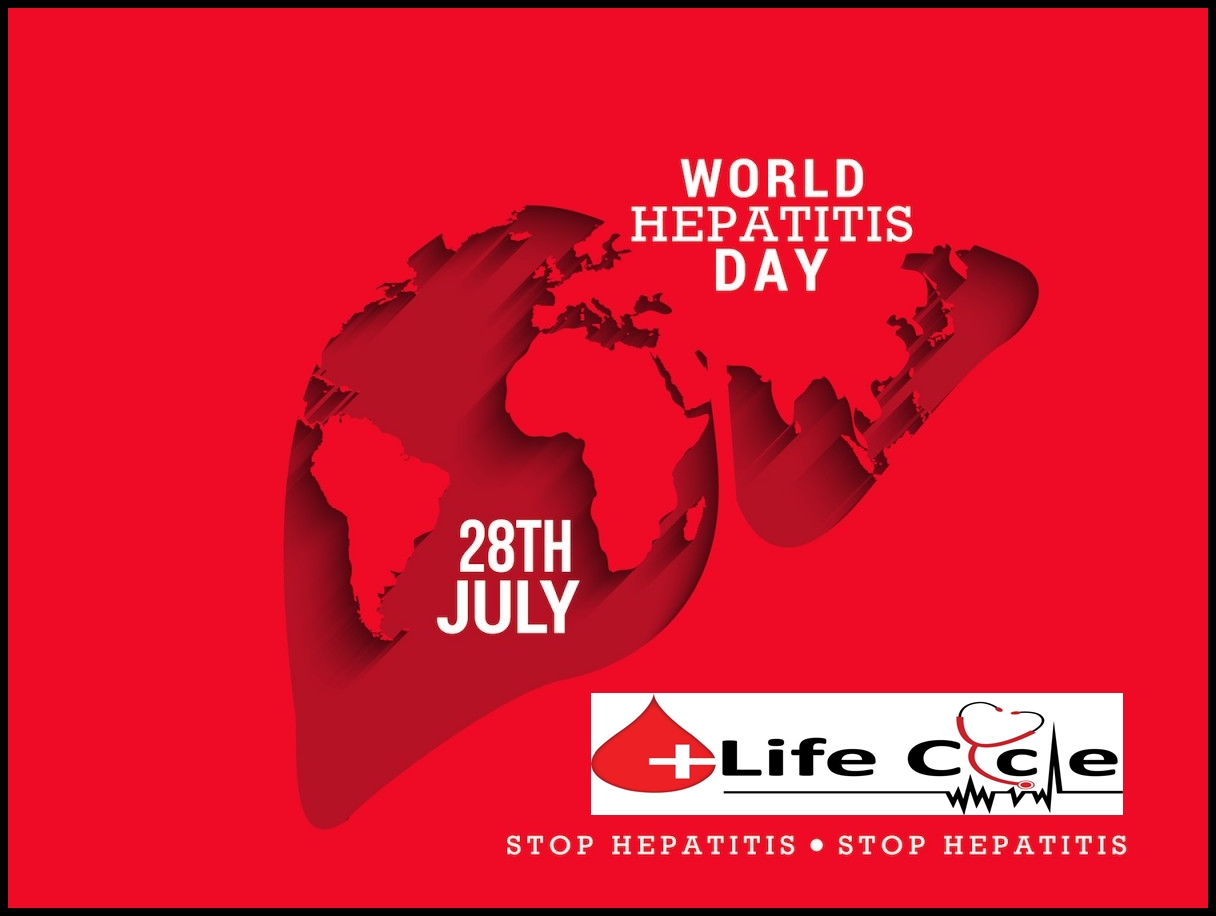 WORLD
HEPATITIS
DAY
28TH
JULY
Life Cycle
STOP HEPATITIS • STOP HEPATITIS